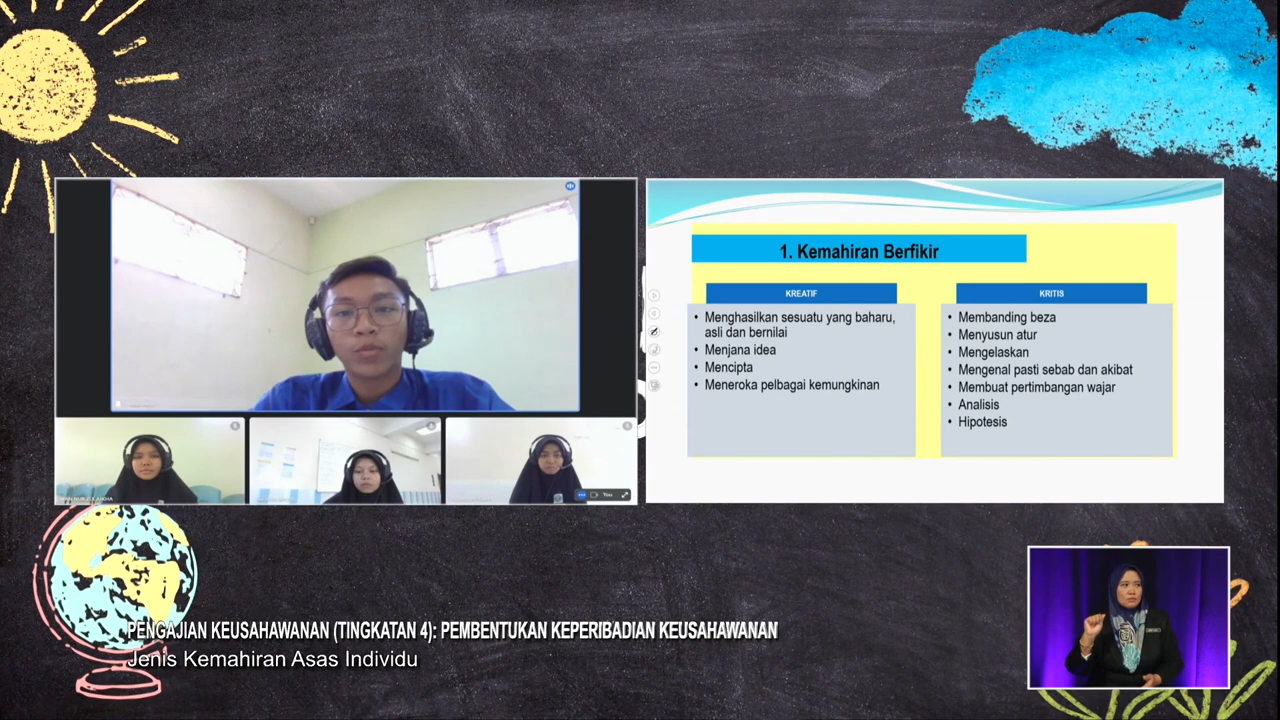 1. Kemahiran Berfikir
KREATIF
• Menghasilkan sesuatu yang baharu,
asli dan bernilai
• Menjana idea
• Mencipta
• Meneroka pelbagai kemungkinan
KRITIS
• Membanding beza
• Menyusun atur
• Mengelaskan
• Mengenal pasti sebab dan akibat
• Membuat pertimbangan wajar
• Analisis
• Hipotesis
You
PENGAJIAN KEUSAHAWANAN (TINGKATAN 4): PEMBENTUKAN KEPERIBADIAN KEUSAHAWANAN
Jenis Kemahiran Asas Individu